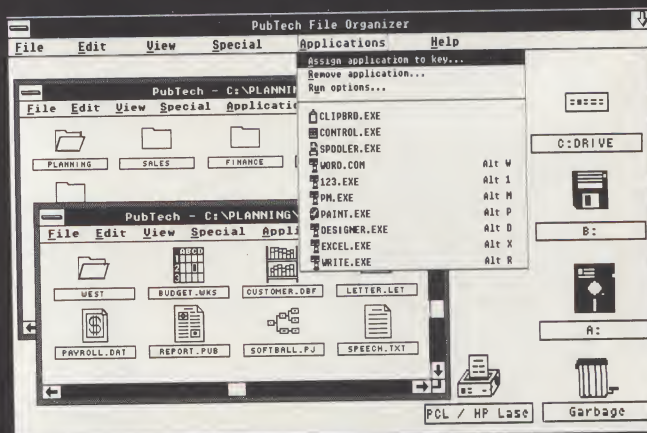 PubTech File Organizer
File Edit View Special Applications Help
Assign application to key...
Remove application...
Run options...
CLIPBRD.EXE
CONTROL.EXE
SPOOLER.EXE
WORD.COM Alt W
123.EXE Alt 1
PM.EXE Alt M
PAINT.EXE Alt P
DESIGNER.EXE Alt D
EXCEL.EXE Alt X
WRITE.EXE Alt R
PubTech - C:\PLANNI
File Edit View Special Applicatio
PLANNING
SALES
FINANCE
PubTech - C:\PLANNING\
File Edit View Special Appli
WEST
BUDGET.WKS
CUSTOMER.DBF
LETTER.LET
PAYROLL.DAT
REPORT.PUB
SOFTBALL.PJ
SPEECH.TXT
C:DRIVE
B:
A:
PCL / HP Lase
Garbage